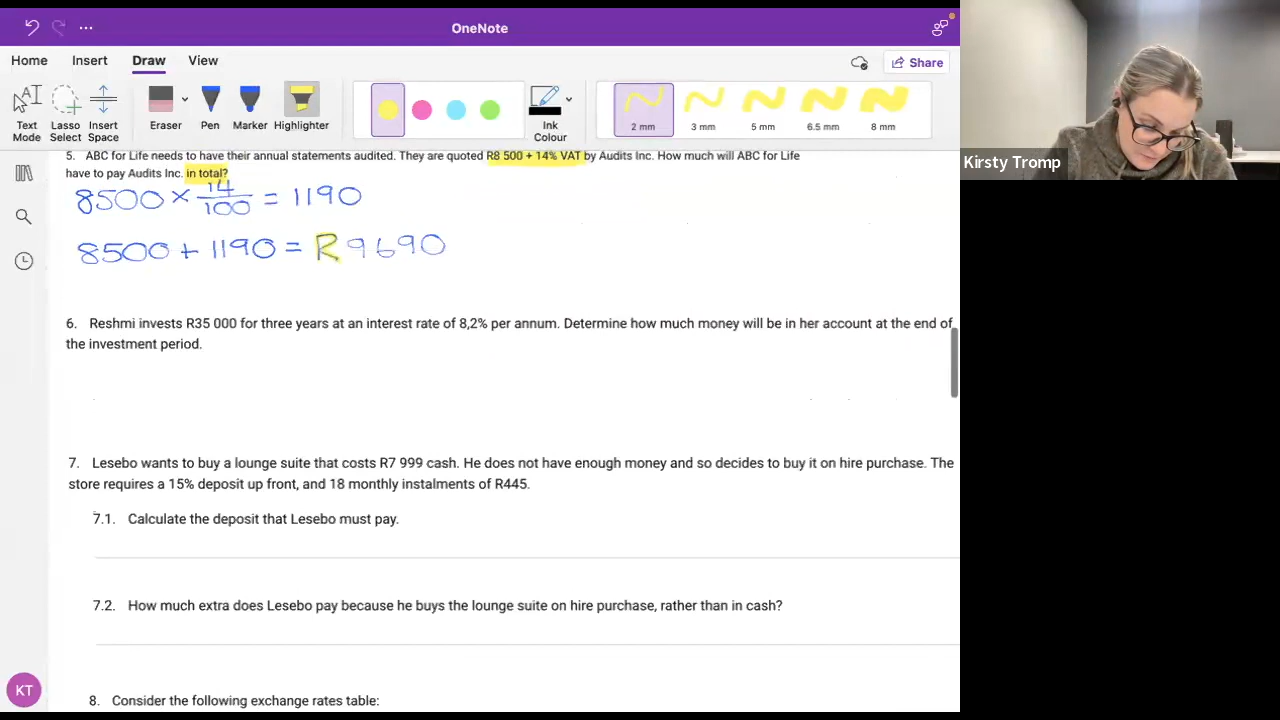 OneNote
Home Insert Draw View
Share
Text Mode
Lasso Select
Insert Space
Eraser
Pen
Marker
Highlighter
Ink Colour
2 mm
3 mm
5 mm
6.5 mm
8 mm
Kirsty Tromp
5. ABC for Life needs to have their annual statements audited. They are quoted R8 500 + 14% VAT by Audits Inc. How much will ABC for Life
have to pay Audits Inc. in total?
8500 × 14/100 = 1190
8500 + 1190 = R9690
6. Reshmi invests R35 000 for three years at an interest rate of 8,2% per annum. Determine how much money will be in her account at the end of
the investment period.
7. Lesebo wants to buy a lounge suite that costs R7 999 cash. He does not have enough money and so decides to buy it on hire purchase. The
store requires a 15% deposit up front, and 18 monthly instalments of R445.
7.1. Calculate the deposit that Lesebo must pay.
7.2. How much extra does Lesebo pay because he buys the lounge suite on hire purchase, rather than in cash?
KT
8. Consider the following exchange rates table: